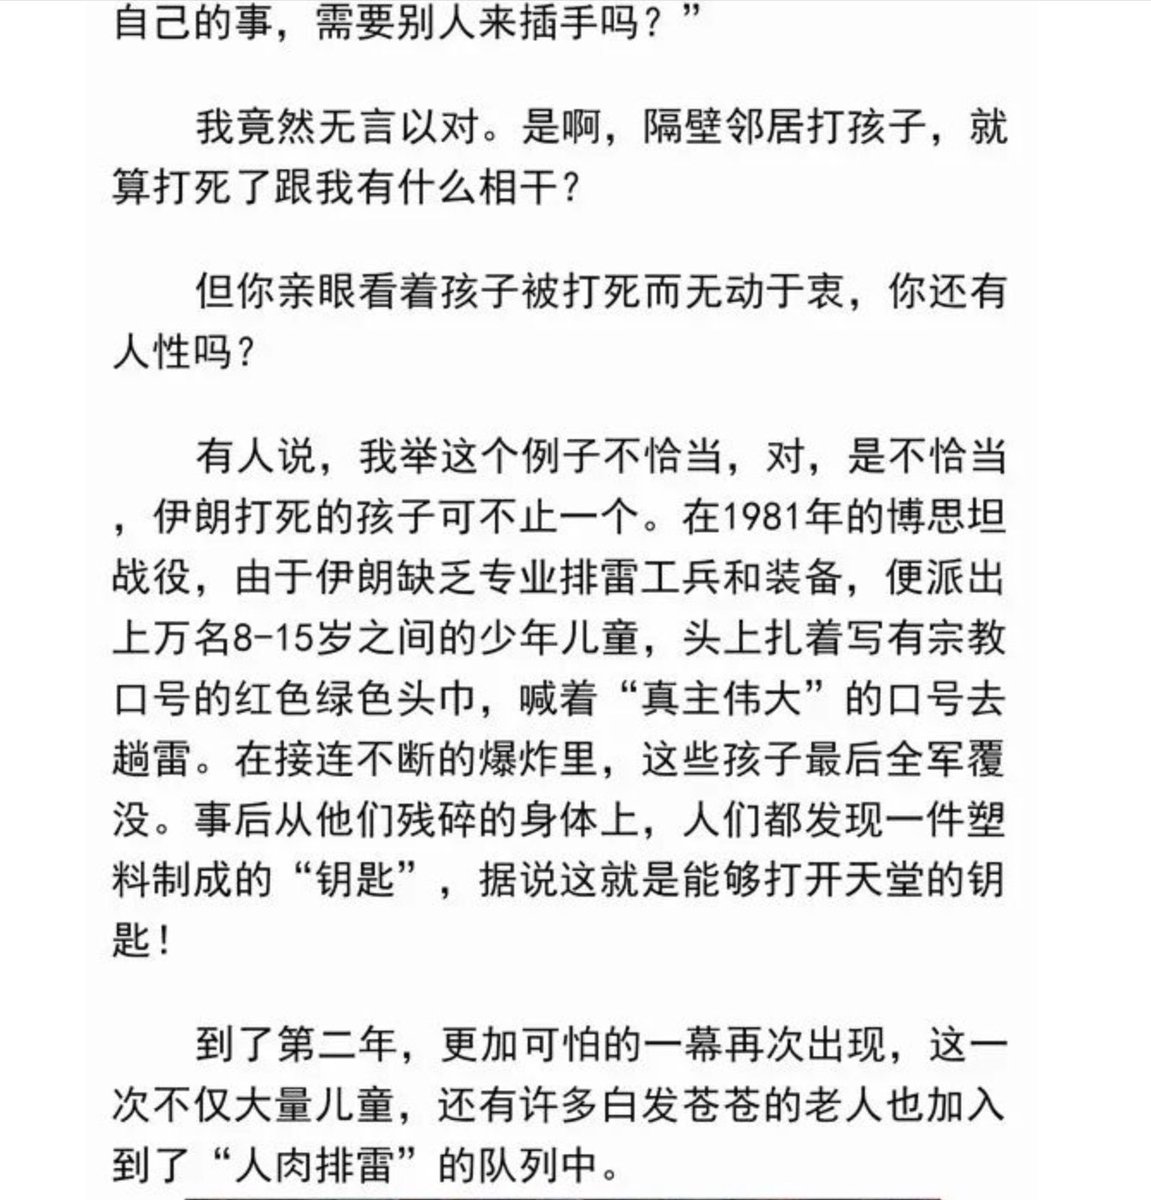 自己的事，需要别人来插手吗？”
我竟然无言以对。是啊，隔壁邻居打孩子，就
算打死了跟我有什么相干？
但你亲眼看着孩子被打死而无动于衷，你还有
人性吗？
有人说，我举这个例子不恰当，对，是不恰当
，伊朗打死的孩子可不止一个。在1981年的博思坦
战役，由于伊朗缺乏专业排雷工兵和装备，便派出
上万名8-15岁之间的少年儿童，头上扎着写有宗教
口号的红色绿色头巾，喊着“真主伟大”的口号去
趟雷。在接连不断的爆炸里，这些孩子最后全军覆
没。事后从他们残碎的身体上，人们都发现一件塑
料制成的“钥匙”，据说这就是能够打开天堂的钥
匙！
到了第二年，更加可怕的一幕再次出现，这一
次不仅大量儿童，还有许多白发苍苍的老人也加入
到了“人肉排雷”的队列中。